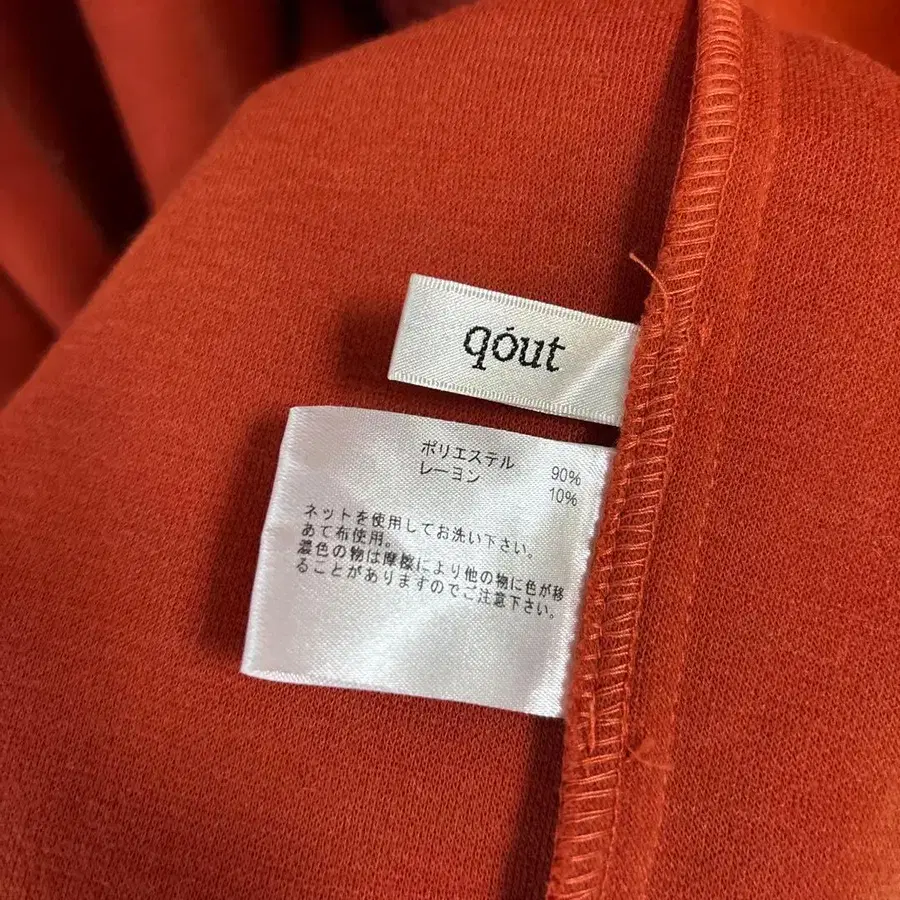 qóut
ポリエステル 90%
レーヨン 10%
ネットを使用してお洗い下さい。
あて布使用。
濃色の物は摩擦により他の物に色が移
ることがありますのでご注意下さい。